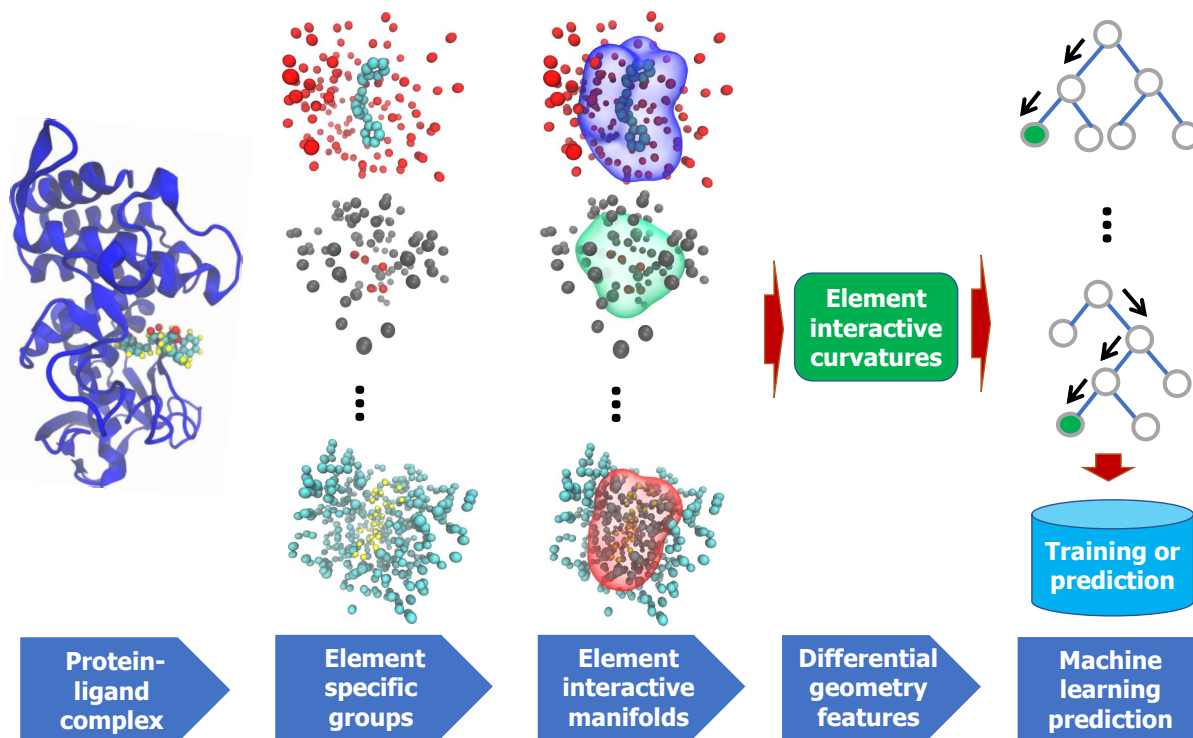 Element
interactive
curvatures
Training or
prediction
Protein-
ligand
complex
Element
specific
groups
Element
interactive
manifolds
Differential
geometry
features
Machine
learning
prediction